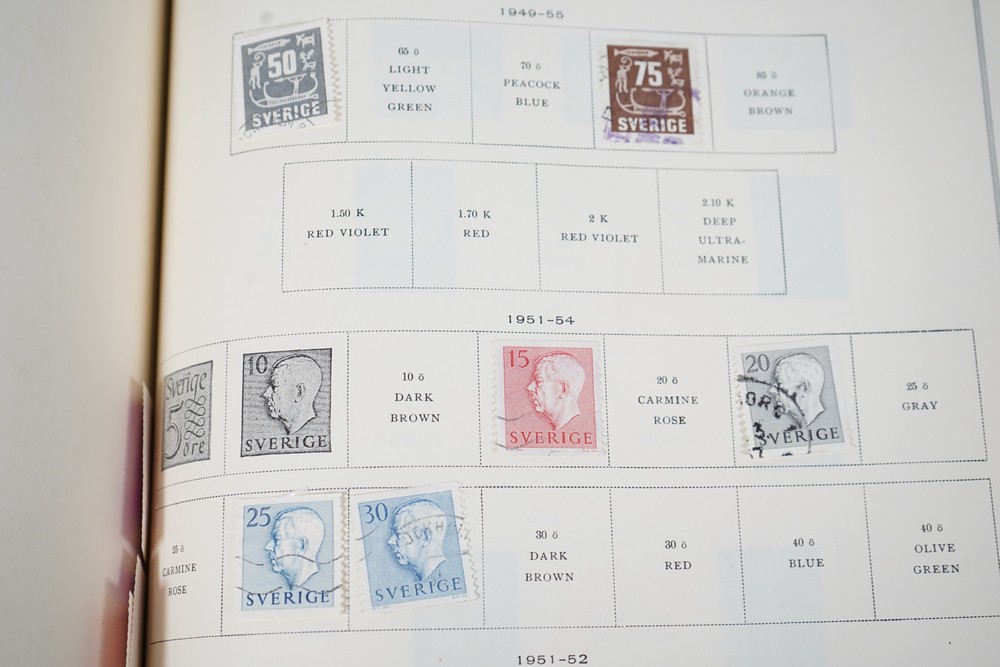 1949-55
50
SVERIGE
65 ö
LIGHT
YELLOW
GREEN
70 ö
PEACOCK
BLUE
75
SVERIGE
85 ö
ORANGE
BROWN
1.50 K
RED VIOLET
1.70 K
RED
2 K
RED VIOLET
2.10 K
DEEP
ULTRA-
MARINE
1951-54
Sverige
5
öre
10
SVERIGE
10 ö
DARK
BROWN
15
SVERIGE
20 ö
CARMINE
ROSE
20
SVERIGE
25 ö
GRAY
25 ö
CARMINE
ROSE
25
SVERIGE
30
SVERIGE
30 ö
DARK
BROWN
30 ö
RED
40 ö
BLUE
40 ö
OLIVE
GREEN
1951-52